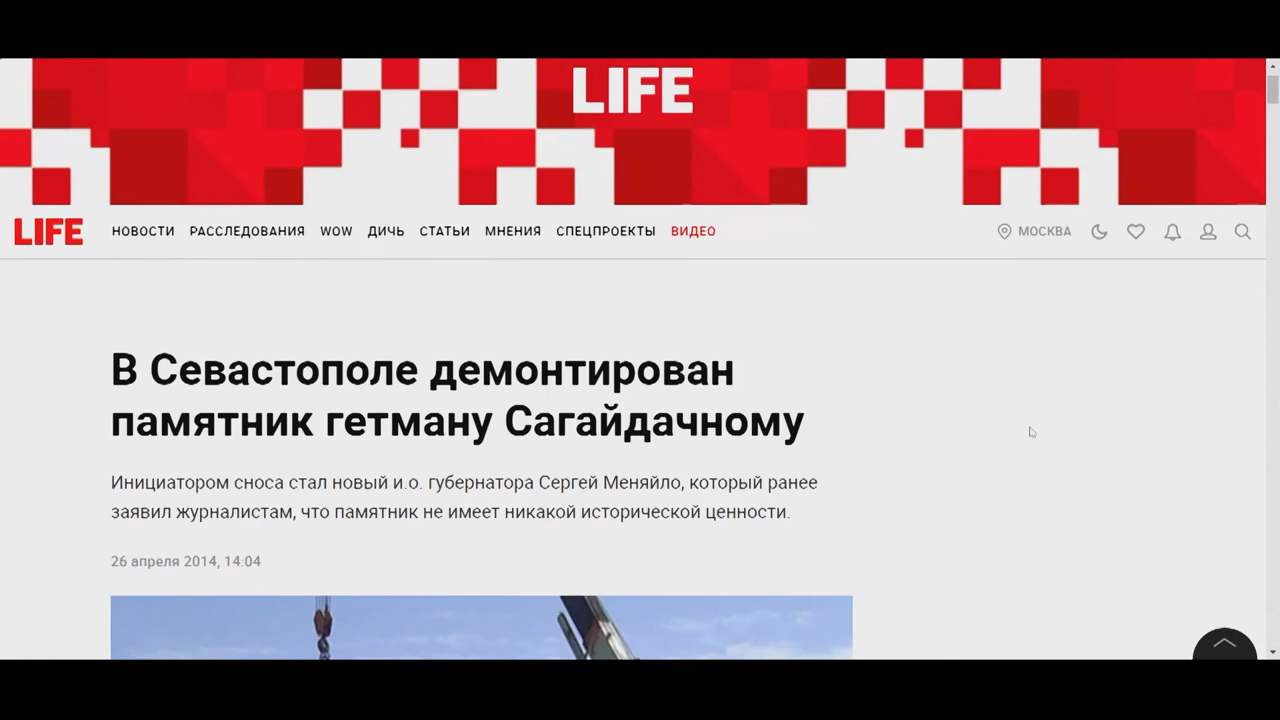 LIFE
LIFE НОВОСТИ РАССЛЕДОВАНИЯ WOW ДИЧЬ СТАТЬИ МНЕНИЯ СПЕЦПРОЕКТЫ ВИДЕО МОСКВА
В Севастополе демонтирован
памятник гетману Сагайдачному
Инициатором сноса стал новый и.о. губернатора Сергей Меняйло, который ранее
заявил журналистам, что памятник не имеет никакой исторической ценности.
26 апреля 2014, 14:04